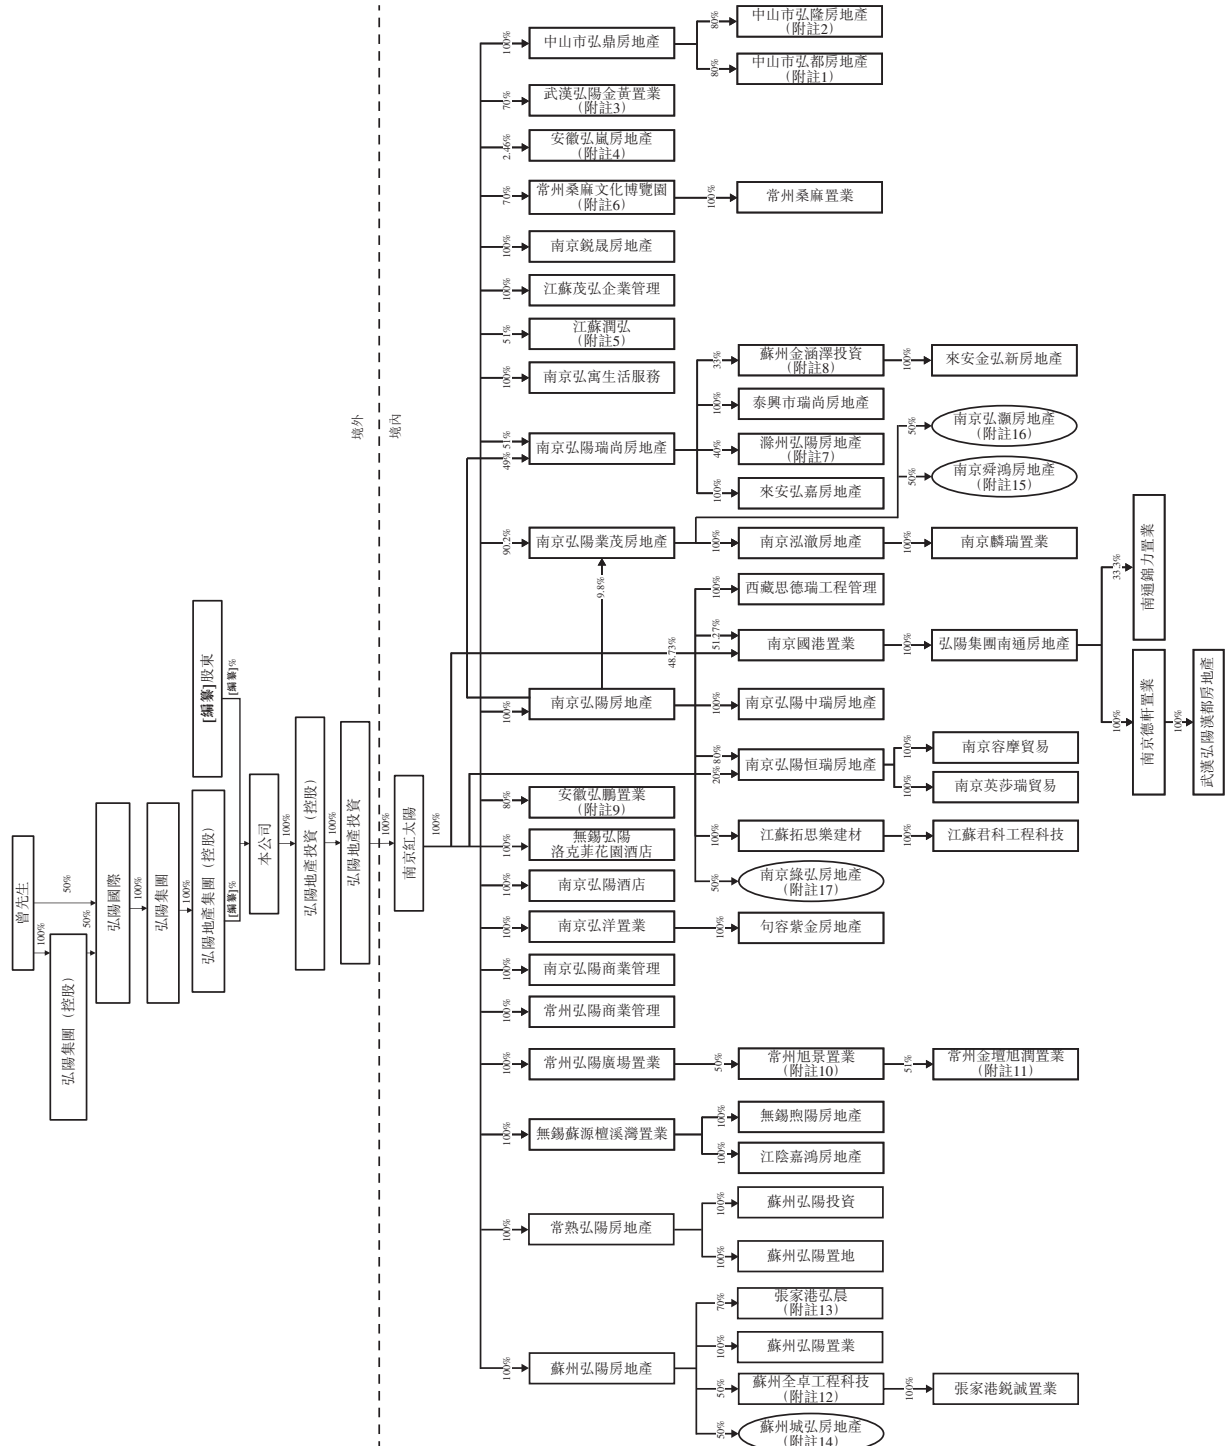 曾先生
50%
100%
弘陽集團（控股）
50%
弘陽國際
100%
弘陽集團
100%
弘陽地產集團（控股）
[編纂]股東
[編纂]%
[編纂]%
本公司
100%
弘陽地產投資（控股）
100%
弘陽地產投資
100%
境外
境內
南京紅太陽
100%
100%
中山市弘鼎房地產
80%
中山市弘隆房地產
(附註2)
80%
中山市弘都房地產
(附註1)
70%
武漢弘陽金黃置業
(附註3)
2.46%
安徽弘嵐房地產
(附註4)
70%
常州桑麻文化博覽園
(附註6)
100%
常州桑麻置業
100%
南京銳晟房地產
100%
江蘇茂弘企業管理
51%
江蘇潤弘
(附註5)
100%
南京弘寓生活服務
51%
49%
南京弘陽瑞尚房地產
33%
蘇州金涵澤投資
(附註8)
100%
來安金弘新房地產
100%
泰興市瑞尚房地產
40%
滁州弘陽房地產
(附註7)
100%
來安弘嘉房地產
50%
南京弘灝房地產
(附註16)
50%
南京舜鴻房地產
(附註15)
90.2%
南京弘陽業茂房地產
100%
南京泓澈房地產
100%
南京麟瑞置業
9.8%
100%
西藏思德瑞工程管理
51.27%
48.73%
南京國港置業
100%
弘陽集團南通房地產
33.3%
南通錦力置業
100%
南京德軒置業
100%
武漢弘陽漢都房地產
100%
南京弘陽房地產
100%
南京弘陽中瑞房地產
80%
20%
南京弘陽恒瑞房地產
100%
南京容摩貿易
100%
南京英莎瑞貿易
80%
安徽弘鵬置業
(附註9)
100%
無錫弘陽
洛克菲花園酒店
100%
江蘇拓思樂建材
100%
江蘇君科工程科技
100%
南京弘陽酒店
50%
南京綠弘房地產
(附註17)
100%
南京弘洋置業
100%
句容紫金房地產
100%
南京弘陽商業管理
100%
常州弘陽商業管理
100%
常州弘陽廣場置業
50%
常州旭景置業
(附註10)
51%
常州金壇旭潤置業
(附註11)
100%
無錫蘇源檀溪灣置業
100%
無錫煦陽房地產
100%
江陰嘉鴻房地產
100%
常熟弘陽房地產
100%
蘇州弘陽投資
100%
蘇州弘陽置地
100%
蘇州弘陽房地產
70%
張家港弘晨
(附註13)
100%
蘇州弘陽置業
50%
蘇州全卓工程科技
(附註12)
100%
張家港銳誠置業
50%
蘇州城弘房地產
(附註14)